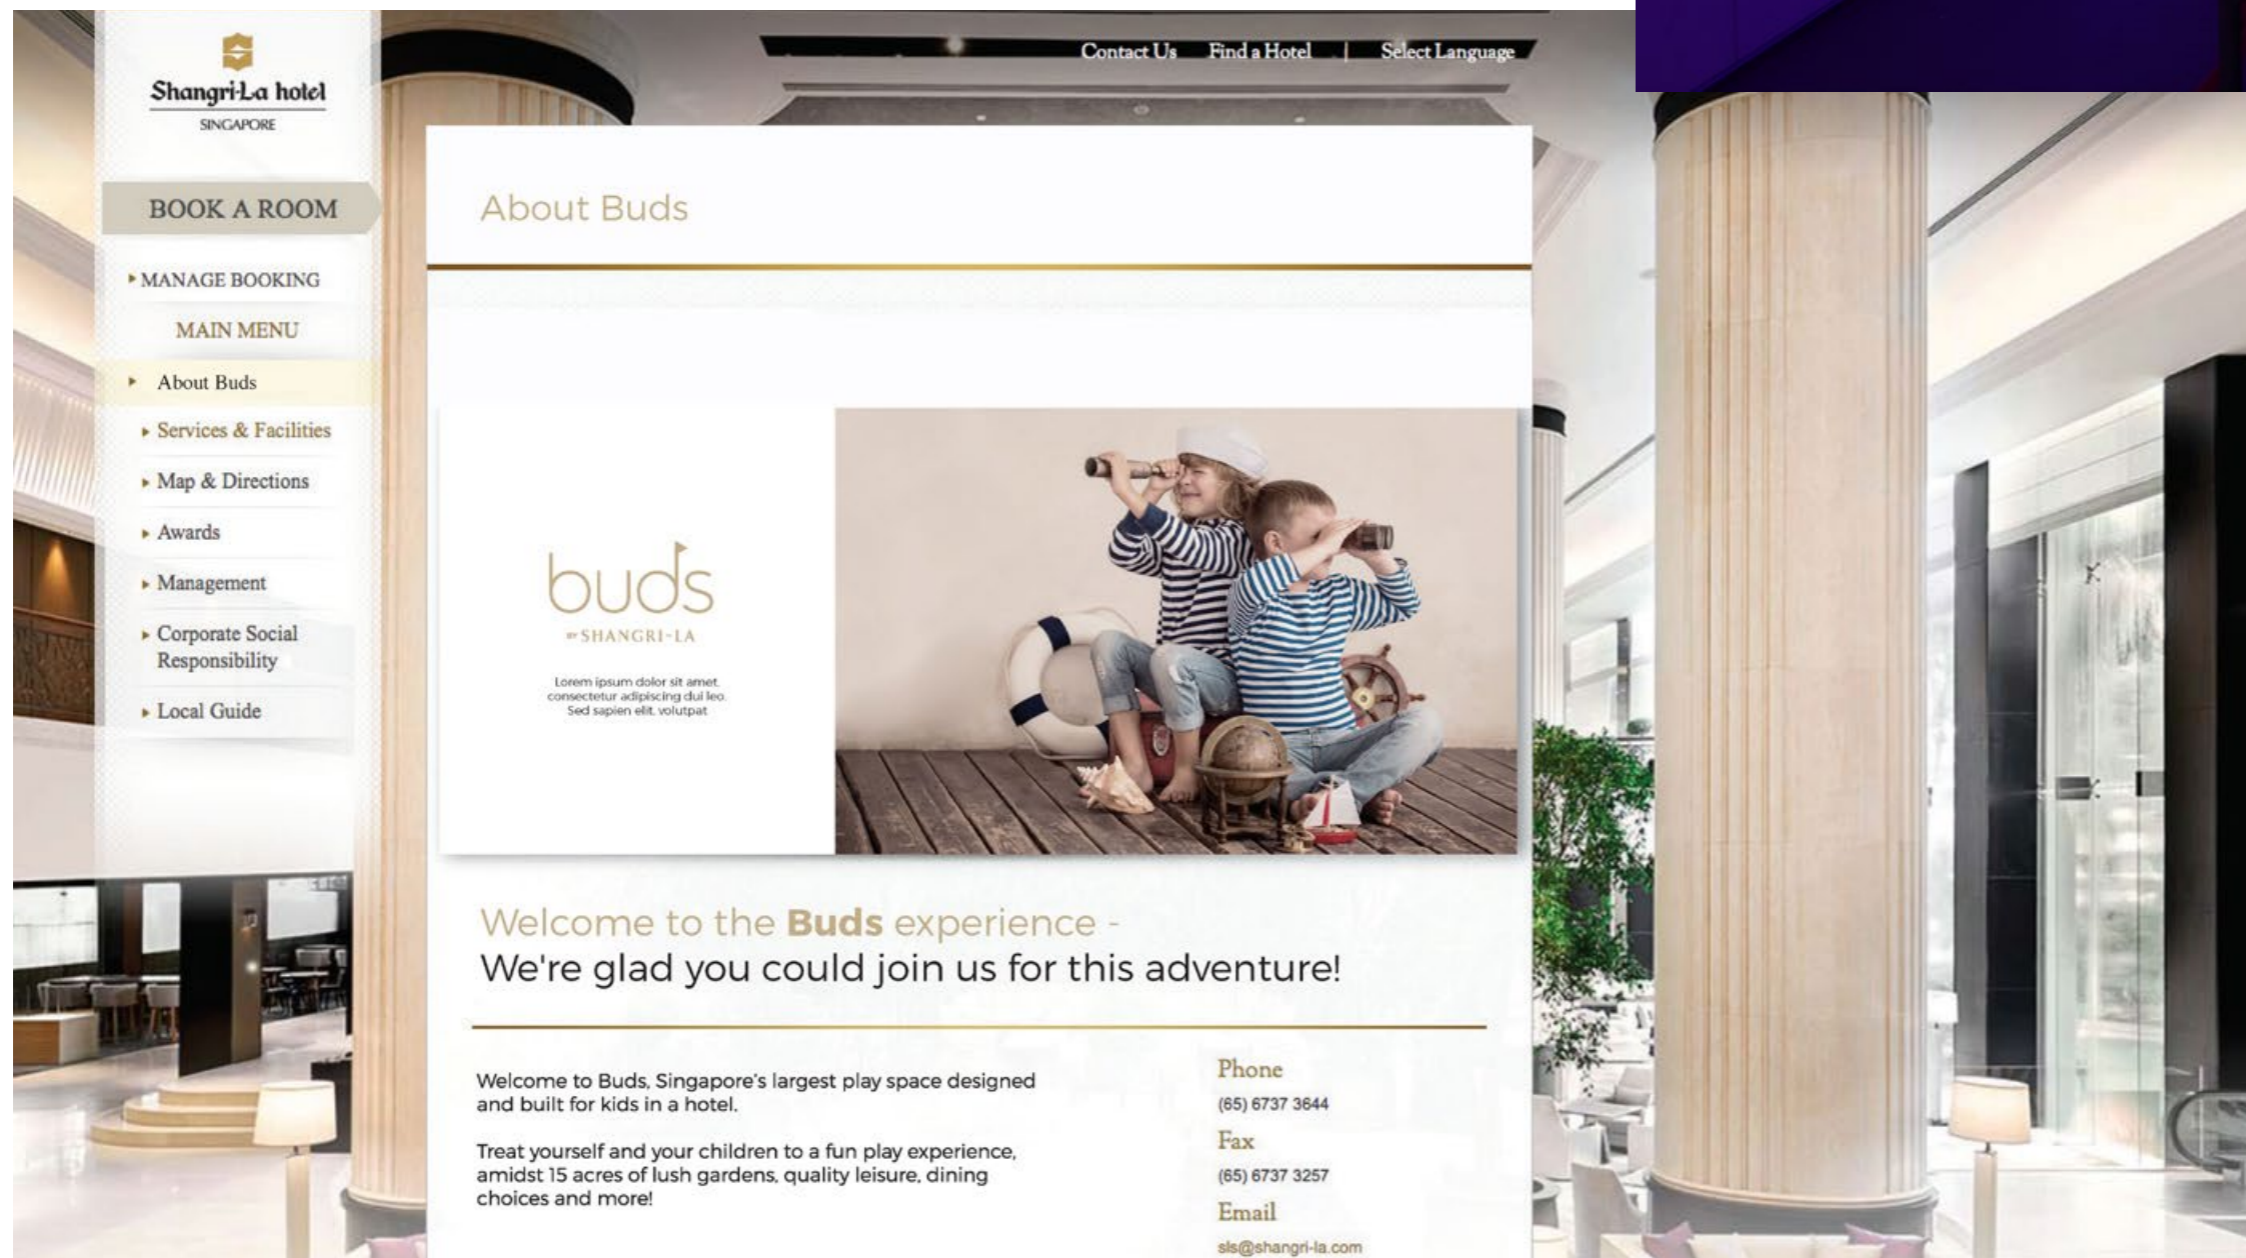 Contact Us Find a Hotel | Select Language
Shangri-La hotel
SINGAPORE
BOOK A ROOM
MANAGE BOOKING
MAIN MENU
About Buds
Services & Facilities
Map & Directions
Awards
Management
Corporate Social
Responsibility
Local Guide
About Buds
buds
BY SHANGRI-LA
Lorem ipsum dolor sit amet,
consectetur adipiscing dui leo.
Sed sapien elit, volutpat
Welcome to the Buds experience -
We're glad you could join us for this adventure!
Welcome to Buds, Singapore's largest play space designed
and built for kids in a hotel.
Treat yourself and your children to a fun play experience,
amidst 15 acres of lush gardens, quality leisure, dining
choices and more!
Phone
(65) 6737 3644
Fax
(65) 6737 3257
Email
sls@shangri-la.com